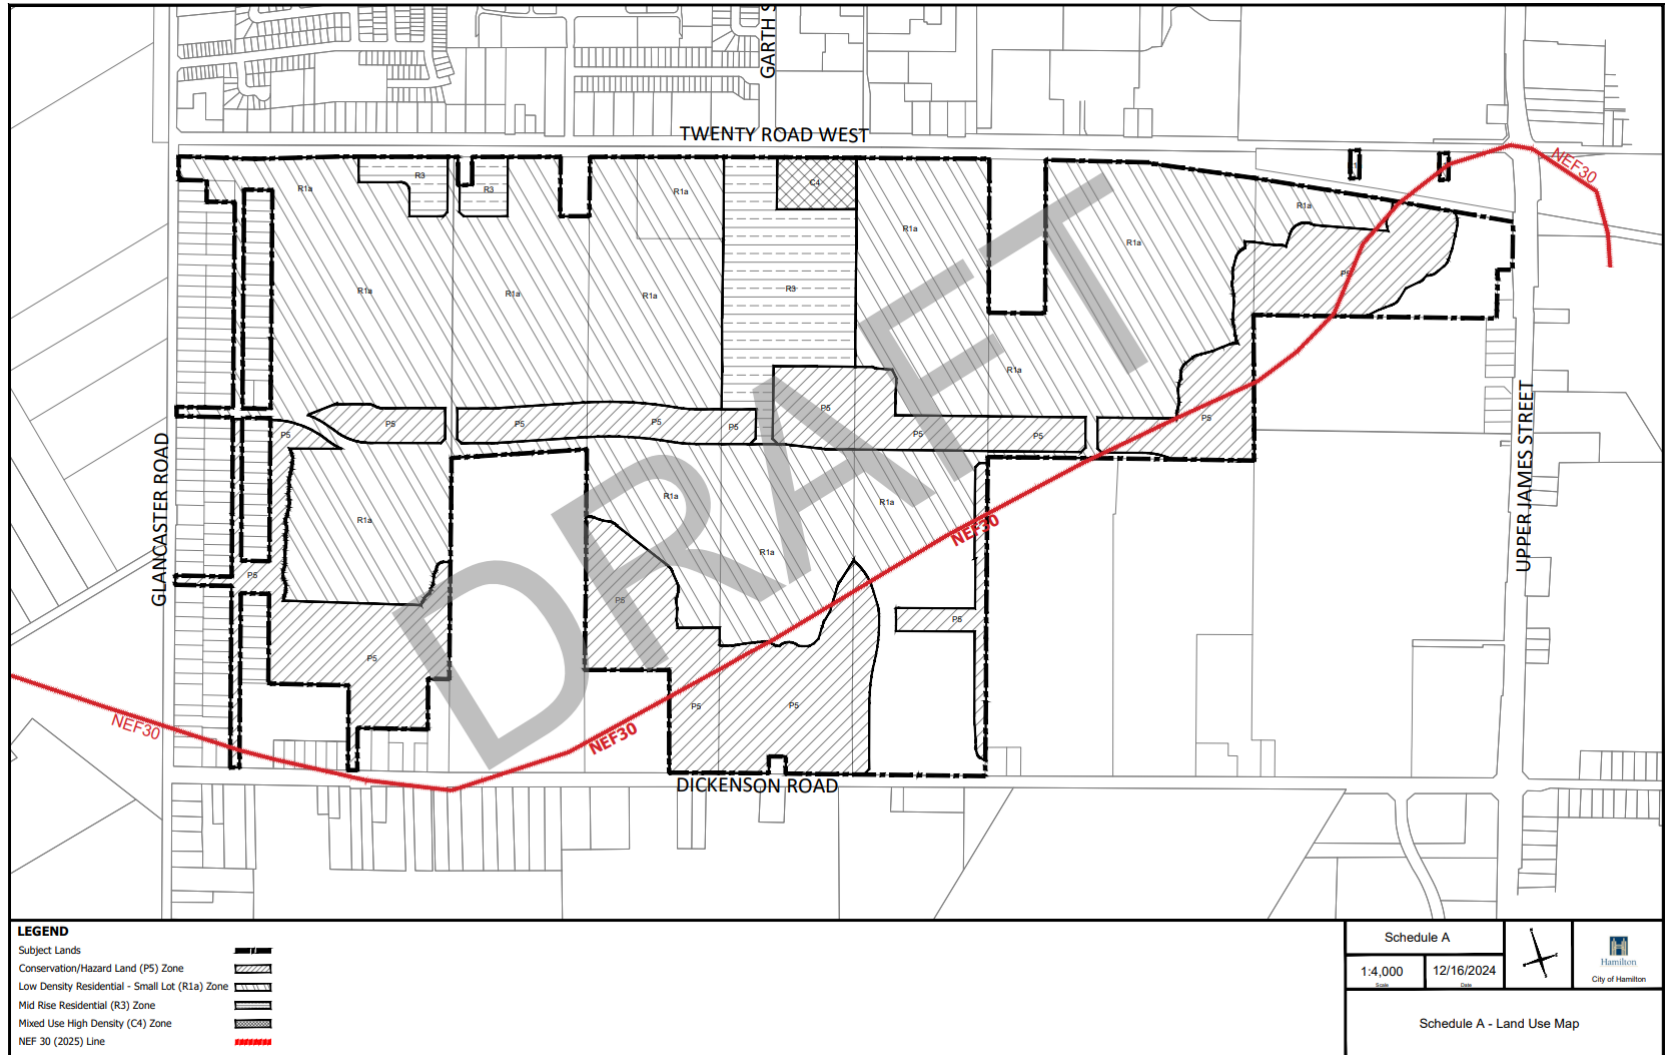 GARTH S
TWENTY ROAD WEST
NEF30
R3
C4
R1a
R3
R1a
R1a
R1a
R1a
R1a
P5
R1a
R1a
R1a
R3
R1a
P5
P5
P5
P5
P5
P5
P5
P5
P5
GLANCASTER ROAD
UPPER JAMES STREET
R1a
R1a
R1a
NEF30
R1a
P5
P5
P5
P5
P5
P5
NEF30
NEF30
DICKENSON ROAD
DRAFT
LEGEND
Subject Lands
Conservation/Hazard Land (P5) Zone
Low Density Residential - Small Lot (R1a) Zone
Mid Rise Residential (R3) Zone
Mixed Use High Density (C4) Zone
NEF 30 (2025) Line
Schedule A
1:4,000
Scale
12/16/2024
Date
Hamilton
City of Hamilton
Schedule A - Land Use Map